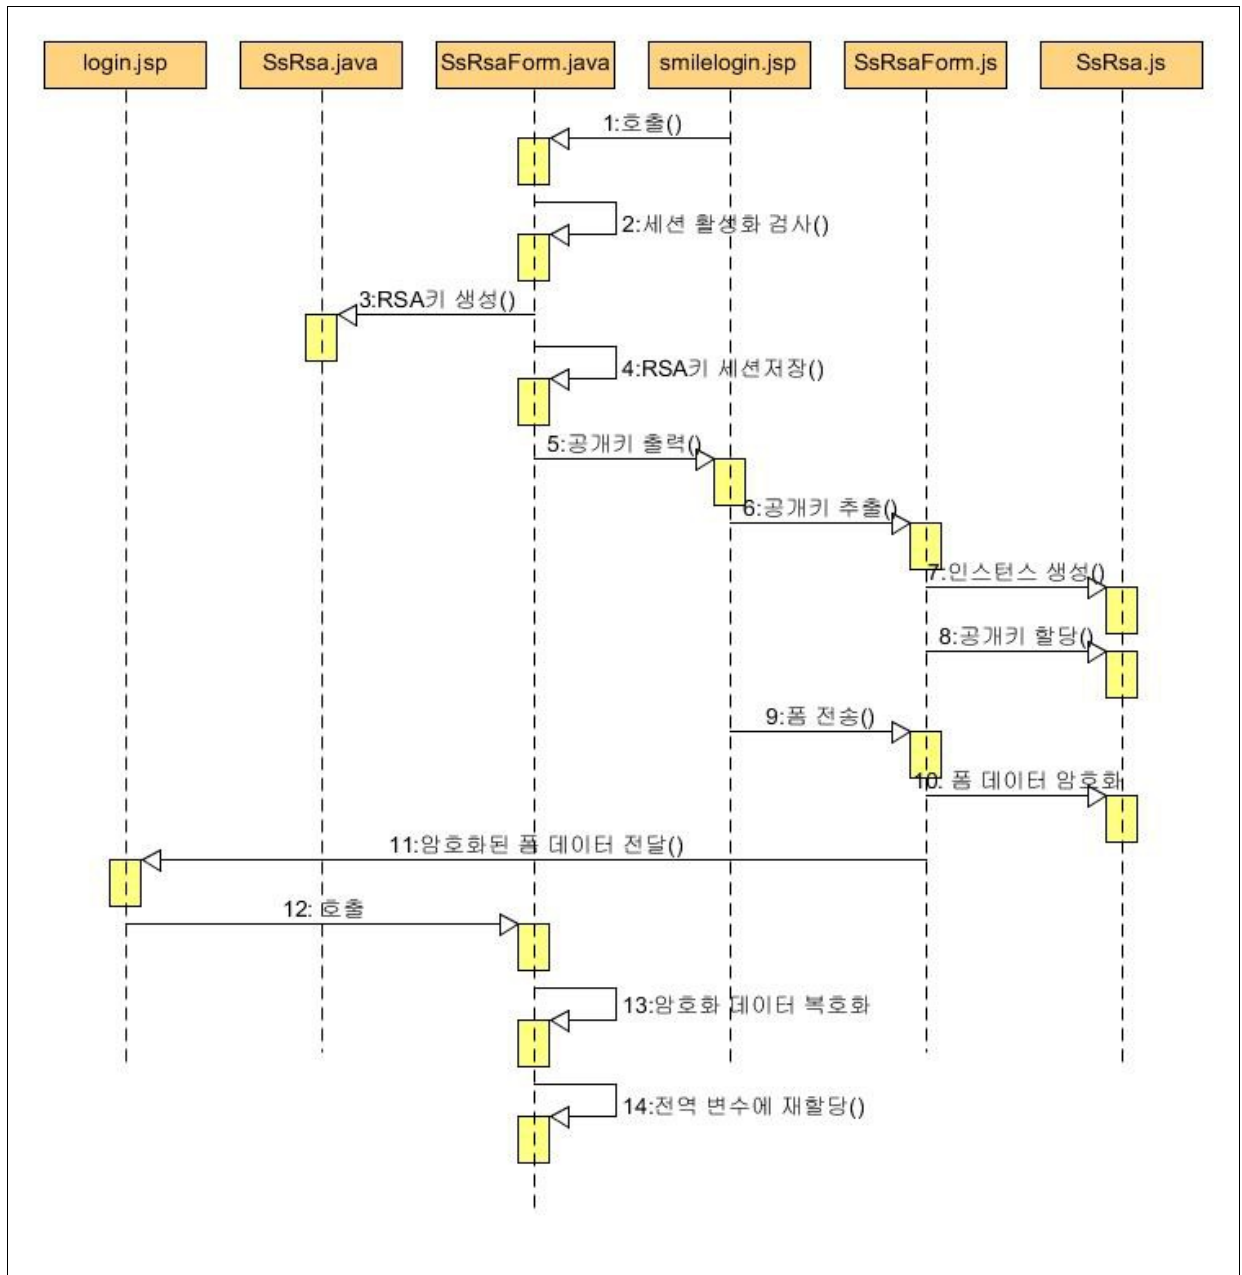 login.jsp
SsRsa.java
SsRsaForm.java
smilelogin.jsp
SsRsaForm.js
SsRsa.js
1:호출()
2:세션 활성화 검사()
3:RSA키 생성()
4:RSA키 세션저장()
5:공개키 출력()
6:공개키 추출()
7:인스턴스 생성()
8:공개키 할당()
9:폼 전송()
10: 폼 데이터 암호화
11:암호화된 폼 데이터 전달()
12: 호출
13:암호화 데이터 복호화
14:전역 변수에 재할당()